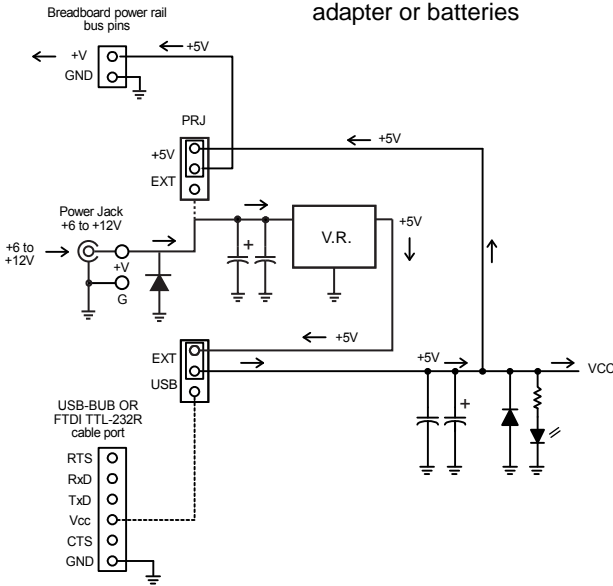 adapter or batteries
Breadboard power rail
bus pins
+V
GND
+5V
PRJ
+5V
EXT
+5V
Power Jack
+6 to +12V
+6 to
+12V
+V
G
+
V.R.
+5V
+5V
EXT
USB
+5V
VCC
+
USB-BUB OR
FTDI TTL-232R
cable port
RTS
RxD
TxD
Vcc
CTS
GND